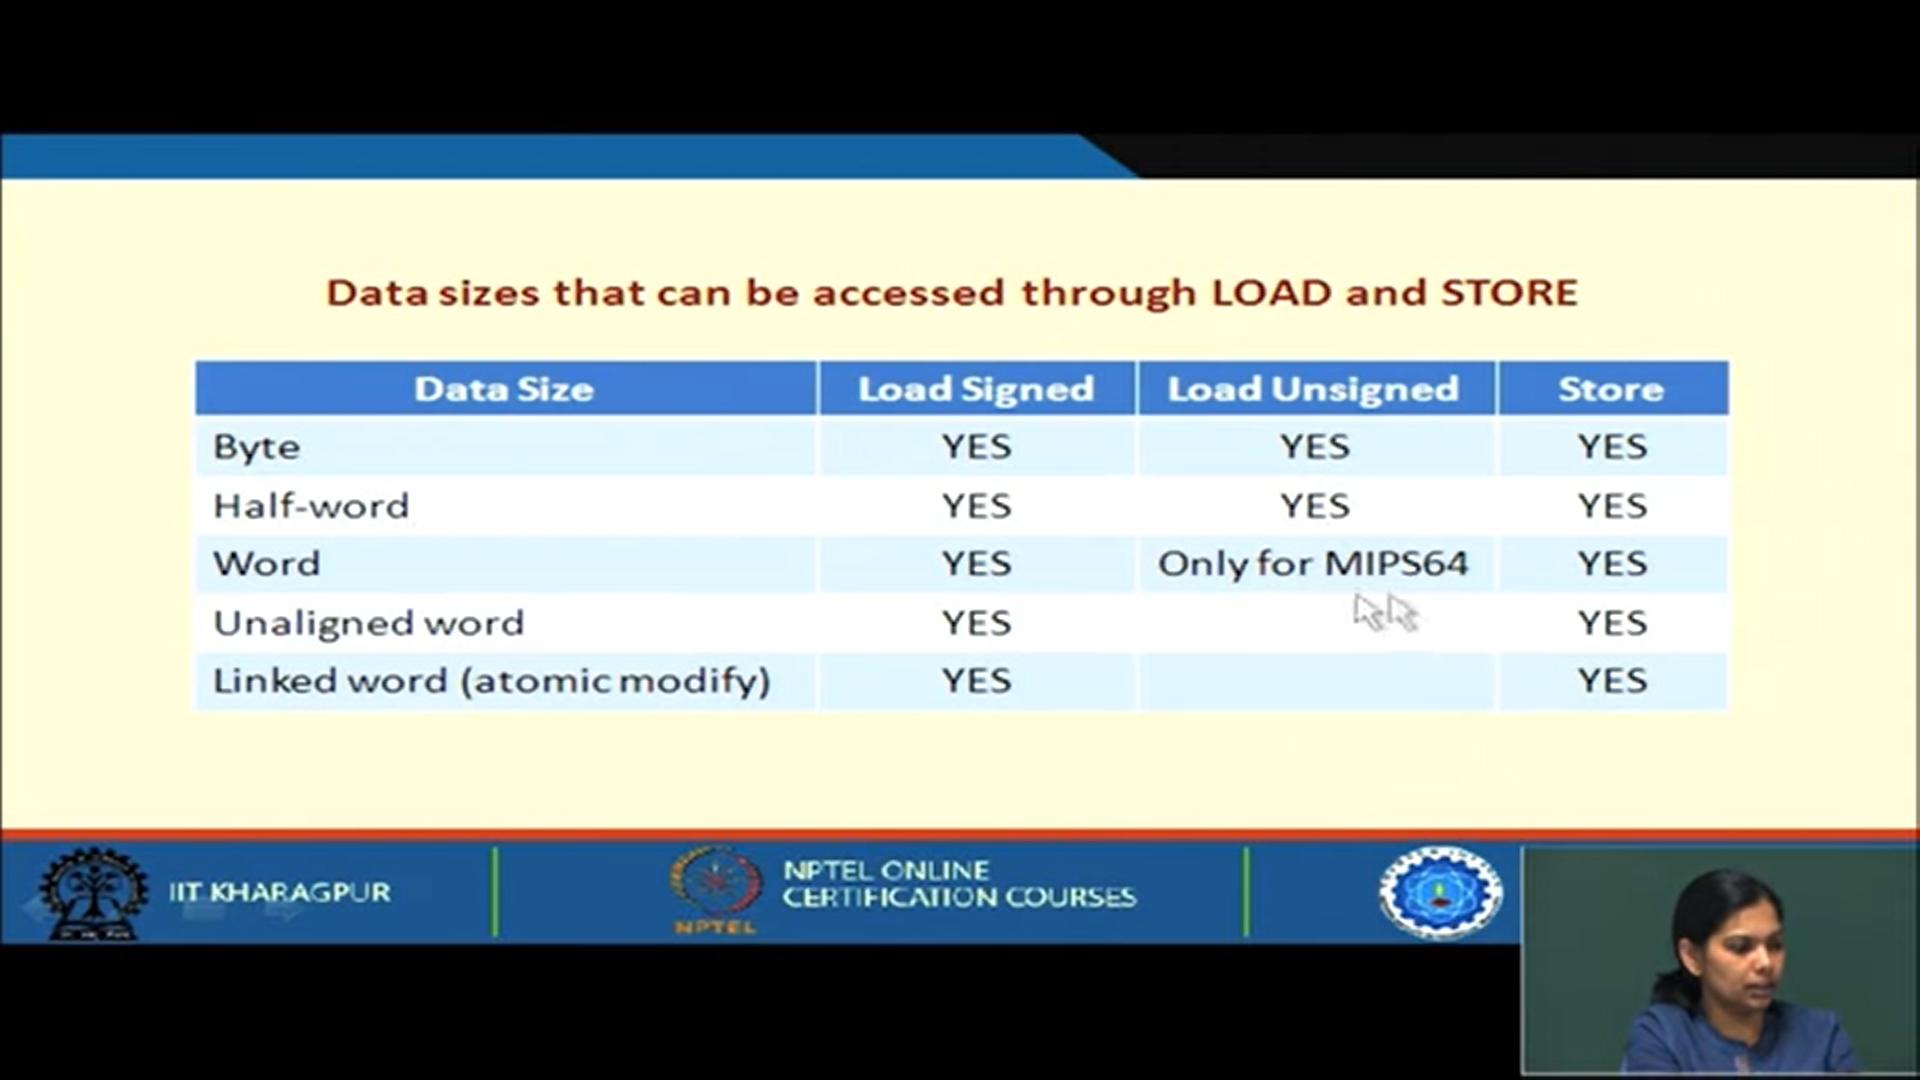 Data sizes that can be accessed through LOAD and STORE
Data Size Load Signed Load Unsigned Store
Byte YES YES YES
Half-word YES YES YES
Word YES Only for MIPS64 YES
Unaligned word YES YES
Linked word (atomic modify) YES YES
IIT KHARAGPUR
NPTEL
NPTEL ONLINE
CERTIFICATION COURSES